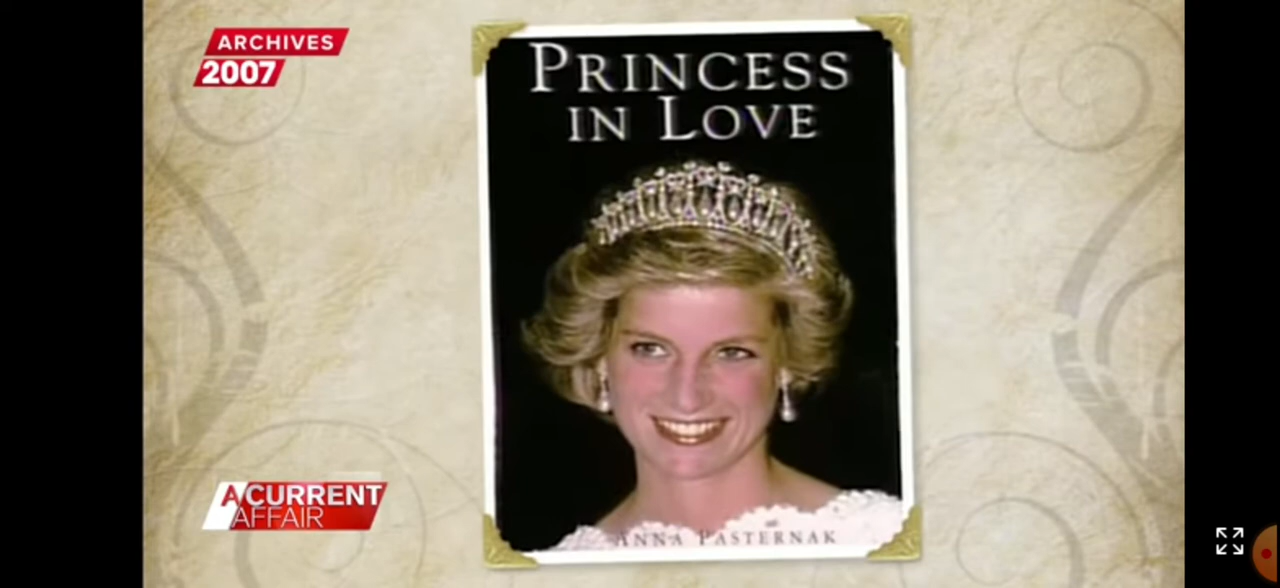 ARCHIVES
2007
PRINCESS
IN LOVE
A CURRENT
AFFAIR
ANNA PASTERNAK